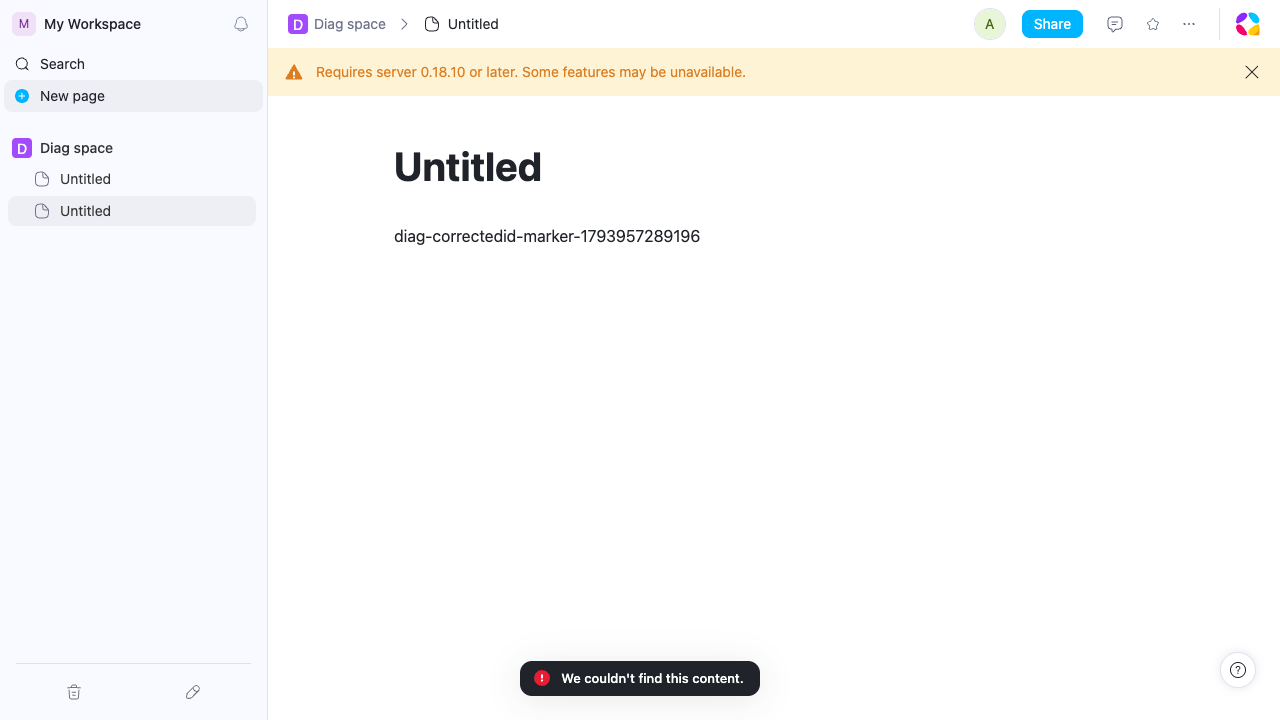 M My Workspace
Search
New page
D Diag space
Untitled
Untitled
D Diag space
Untitled
A
Share
Requires server 0.18.10 or later. Some features may be unavailable.
Untitled
diag-correctedid-marker-1793957289196
We couldn't find this content.